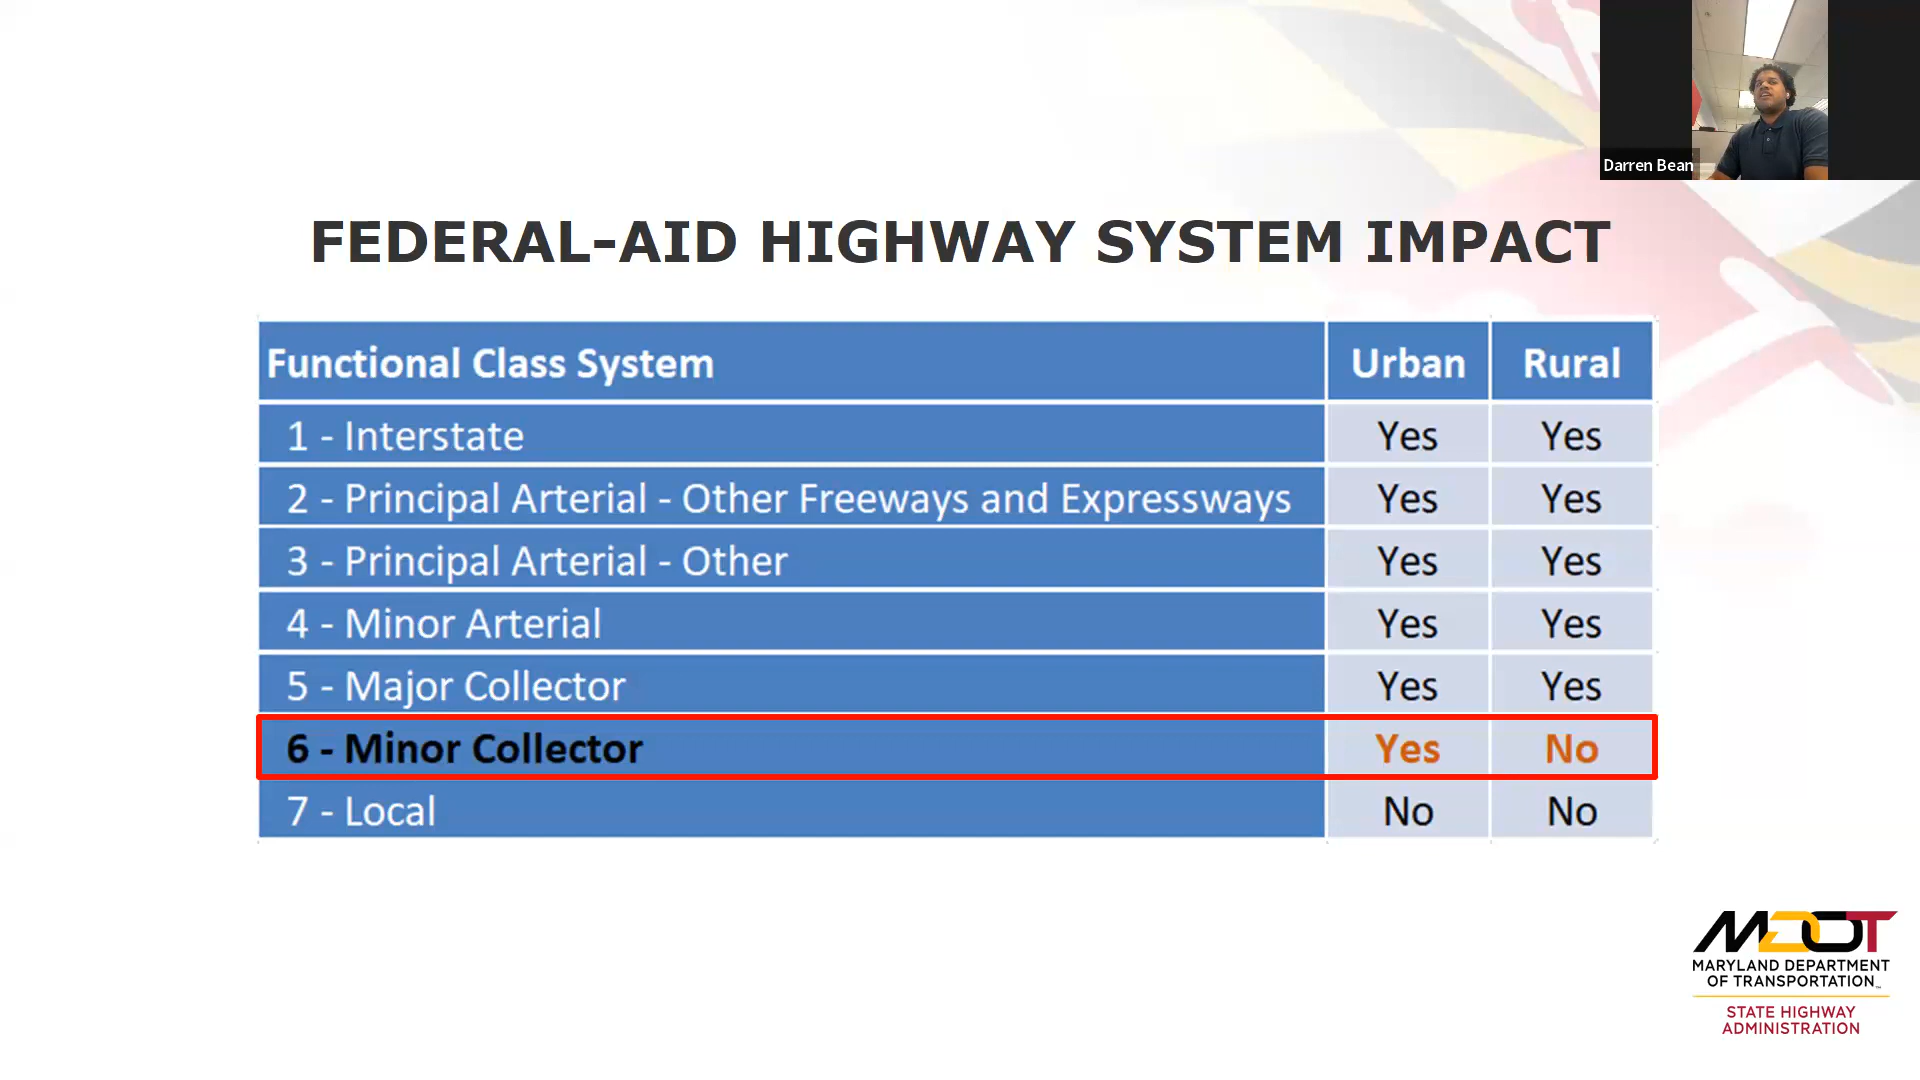 Darren Bean
FEDERAL-AID HIGHWAY SYSTEM IMPACT
Functional Class System Urban Rural
1 - Interstate Yes Yes
2 - Principal Arterial - Other Freeways and Expressways Yes Yes
3 - Principal Arterial - Other Yes Yes
4 - Minor Arterial Yes Yes
5 - Major Collector Yes Yes
6 - Minor Collector Yes No
7 - Local No No
MDOT
MARYLAND DEPARTMENT
OF TRANSPORTATION™
STATE HIGHWAY
ADMINISTRATION